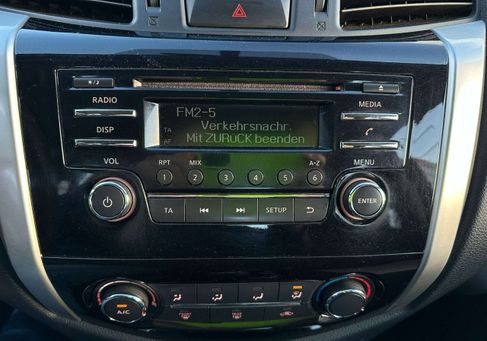 FM2-5
TA Verkehrsnachr.
Mit ZURüCK beenden
RADIO
MEDIA
DISP
VOL
RPT MIX A-Z
1 2 3 4 5 6
MENU
TA SETUP
ENTER
A/C